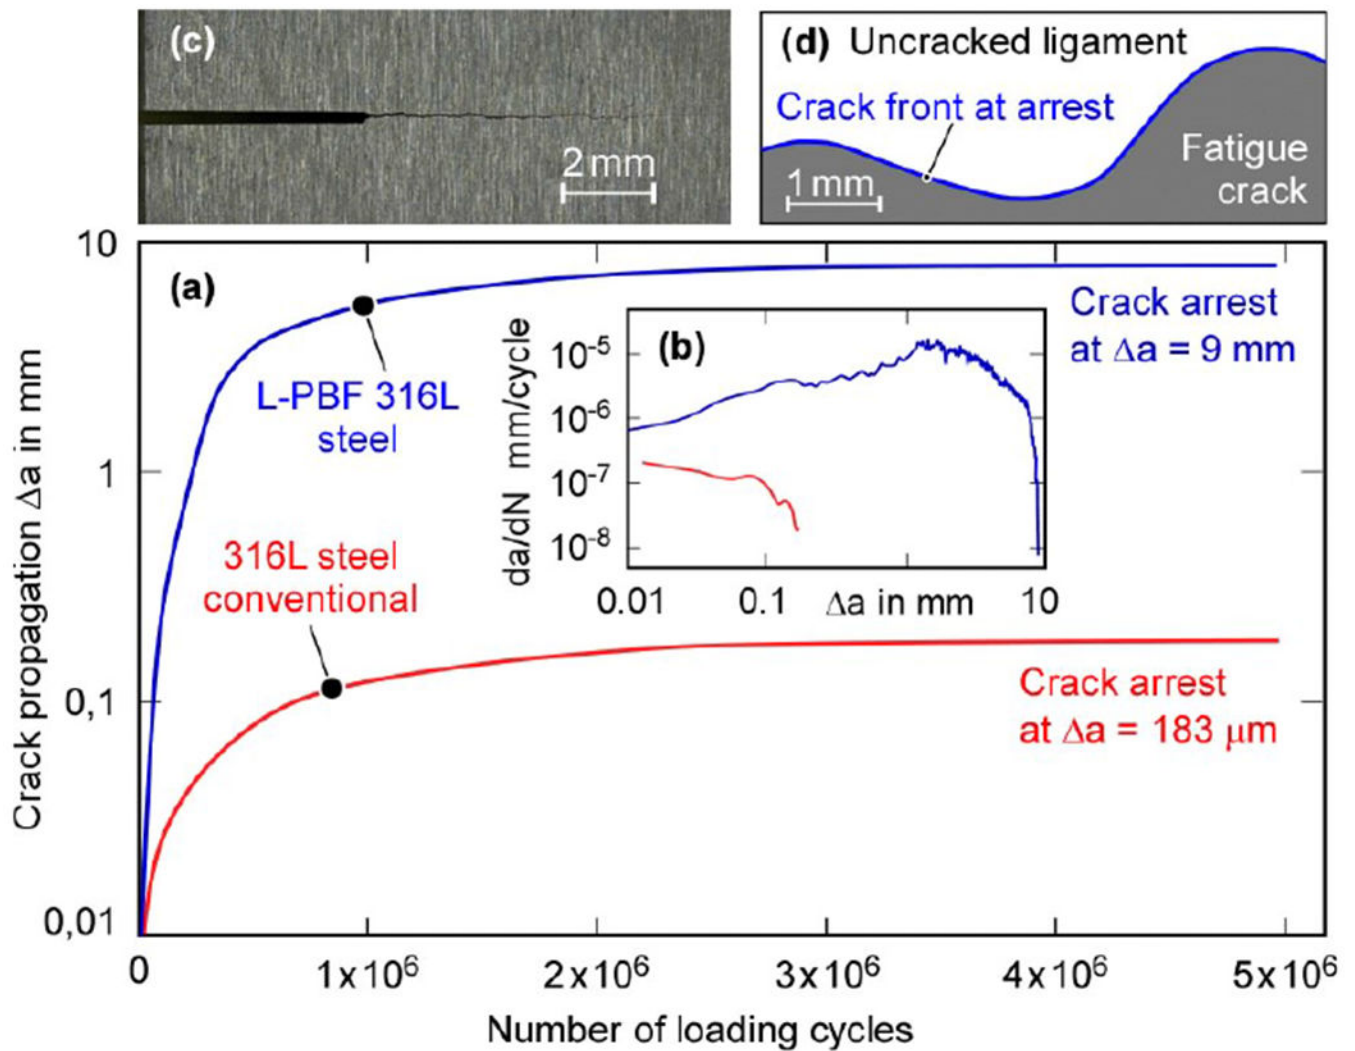 (c)
2 mm
(d) Uncracked ligament
Crack front at arrest
Fatigue
crack
1 mm
10
1
0,1
0,01
Crack propagation Δa in mm
(a)
L-PBF 316L
steel
316L steel
conventional
Crack arrest
at Δa = 9 mm
Crack arrest
at Δa = 183 μm
(b)
da/dN mm/cycle
10⁻⁵
10⁻⁶
10⁻⁷
10⁻⁸
0.01 0.1 Δa in mm 10
0 1x10⁶ 2x10⁶ 3x10⁶ 4x10⁶ 5x10⁶
Number of loading cycles